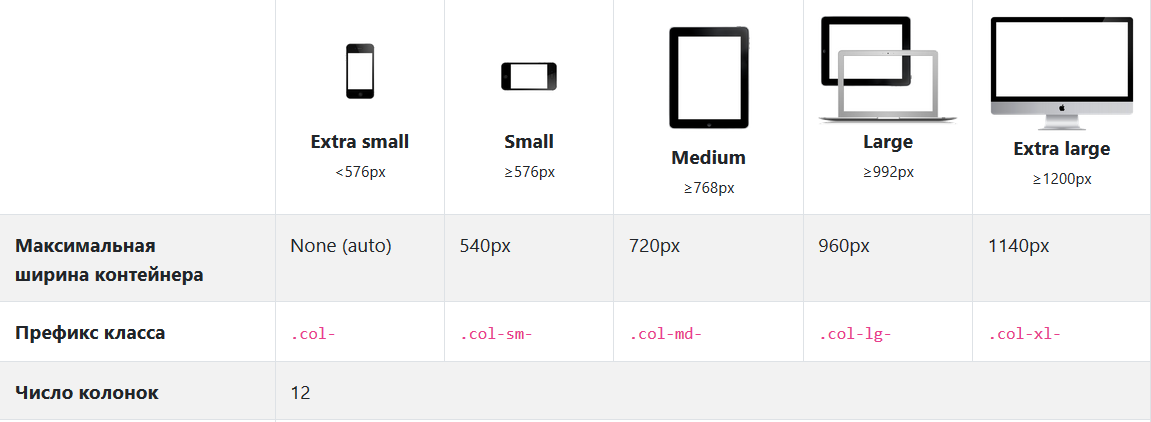 Extra small
<576px
Small
≥576px
Medium
≥768px
Large
≥992px
Extra large
≥1200px
Максимальная
ширина контейнера
None (auto)
540px
720px
960px
1140px
Префикс класса
.col-
.col-sm-
.col-md-
.col-lg-
.col-xl-
Число колонок
12